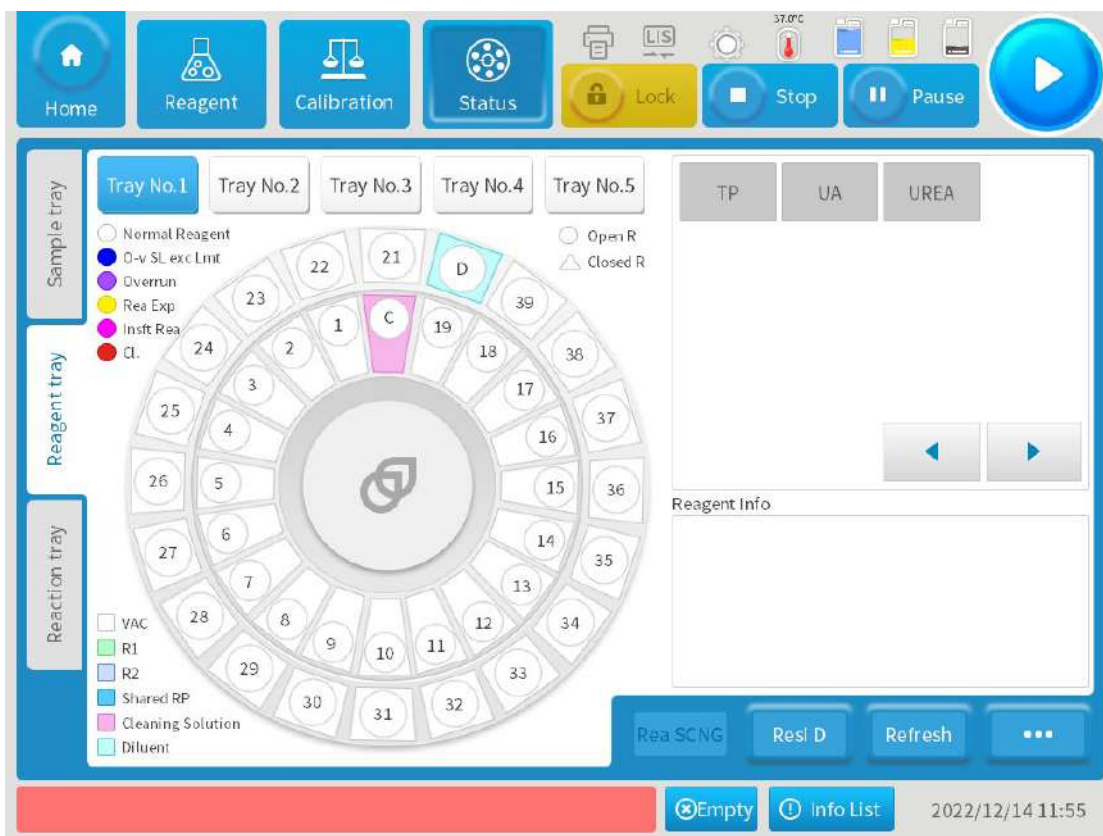 37.0°C
LIS
Home
Reagent
Calibration
Status
Lock
Stop
Pause
Sample tray
Reagent tray
Reaction tray
Tray No.1
Tray No.2
Tray No.3
Tray No.4
Tray No.5
Normal Reagent
O-v SL exc Lmt
Overrun
Rea Exp
Insft Rea
Cl.
Open R
Closed R
21
D
39
38
37
36
35
34
33
32
31
30
29
28
27
26
25
24
23
22
C
19
18
17
16
15
14
13
12
11
10
9
8
7
6
5
4
3
2
1
VAC
R1
R2
Shared RP
Cleaning Solution
Diluent
TP
UA
UREA
Reagent Info
Rea SCNG
Resl D
Refresh
•••
Empty
Info List
2022/12/14 11:55